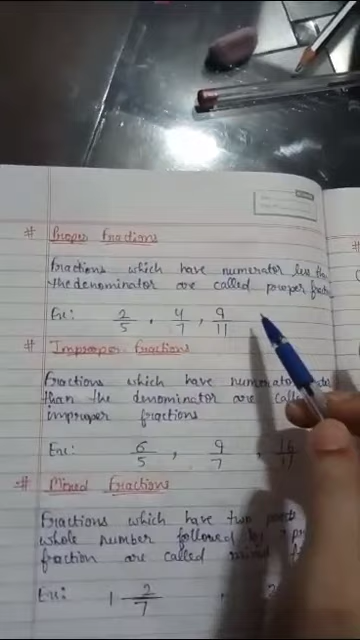 # Proper Fractions
Fractions which have numerator less than
the denominator are called prower
Ex: 2/5 , 4/7 , 9/11
# Improper Fractions
Fractions which have
than the denominator are
improper fractions
Ex: 6/5 , 9/7 ,
# Mixed Fractions
Fractions which have two
whole number followed by
fraction are called
Ex: 1 2/7 ,